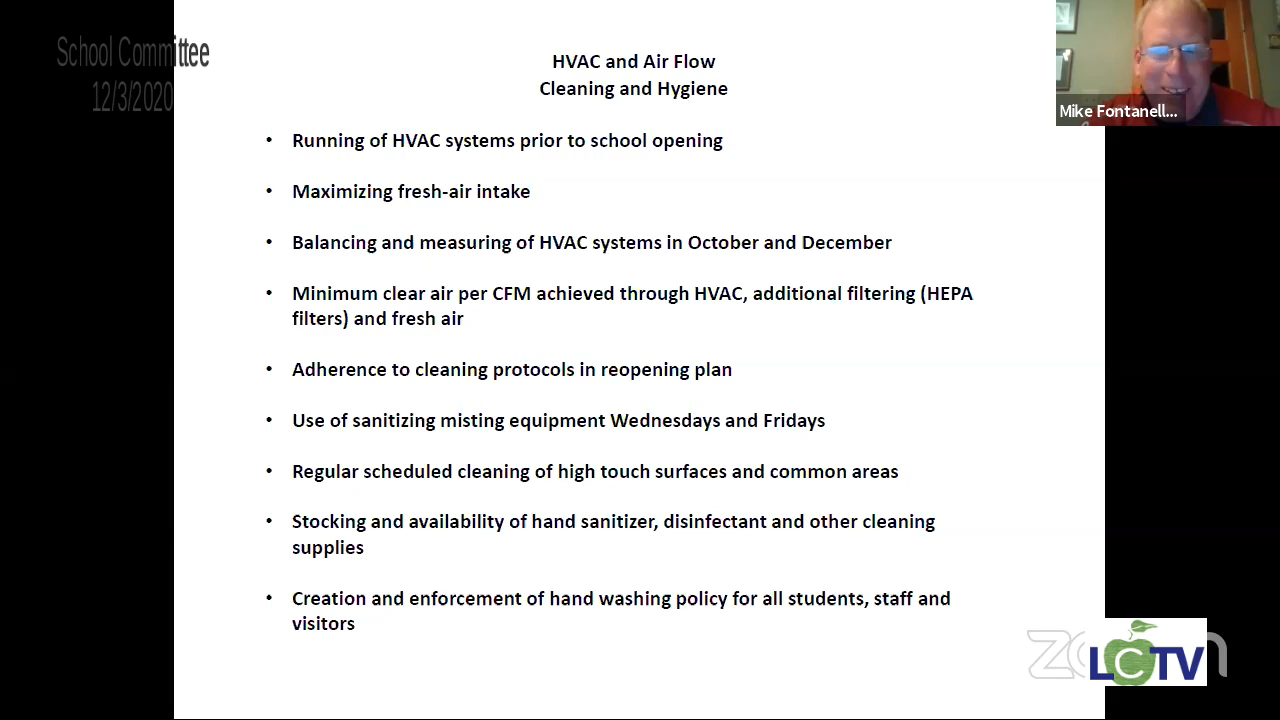 School Committee
12/3/2020
HVAC and Air Flow
Cleaning and Hygiene
Mike Fontanell...
• Running of HVAC systems prior to school opening
• Maximizing fresh-air intake
• Balancing and measuring of HVAC systems in October and December
• Minimum clear air per CFM achieved through HVAC, additional filtering (HEPA
filters) and fresh air
• Adherence to cleaning protocols in reopening plan
• Use of sanitizing misting equipment Wednesdays and Fridays
• Regular scheduled cleaning of high touch surfaces and common areas
• Stocking and availability of hand sanitizer, disinfectant and other cleaning
supplies
• Creation and enforcement of hand washing policy for all students, staff and
visitors
zoom
LCTV